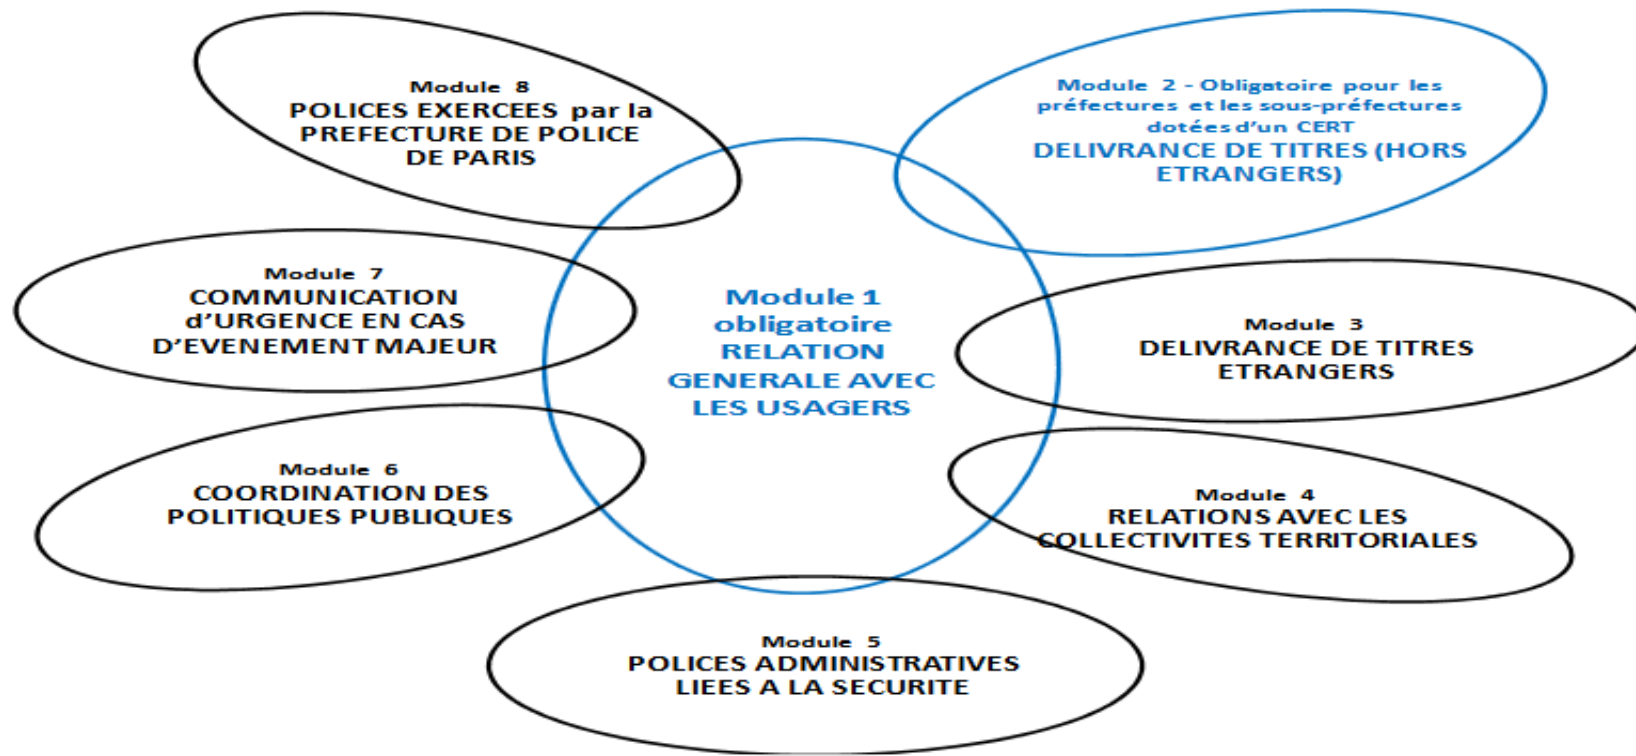 Module 8
POLICES EXERCEES par la
PREFECTURE DE POLICE
DE PARIS
Module 2 - Obligatoire pour les
préfectures et les sous-préfectures
dotées d'un CERT
DELIVRANCE DE TITRES (HORS
ETRANGERS)
Module 7
COMMUNICATION
d'URGENCE EN CAS
D'EVENEMENT MAJEUR
Module 1
obligatoire
RELATION
GENERALE AVEC
LES USAGERS
Module 3
DELIVRANCE DE TITRES
ETRANGERS
Module 6
COORDINATION DES
POLITIQUES PUBLIQUES
Module 4
RELATIONS AVEC LES
COLLECTIVITES TERRITORIALES
Module 5
POLICES ADMINISTRATIVES
LIEES A LA SECURITE